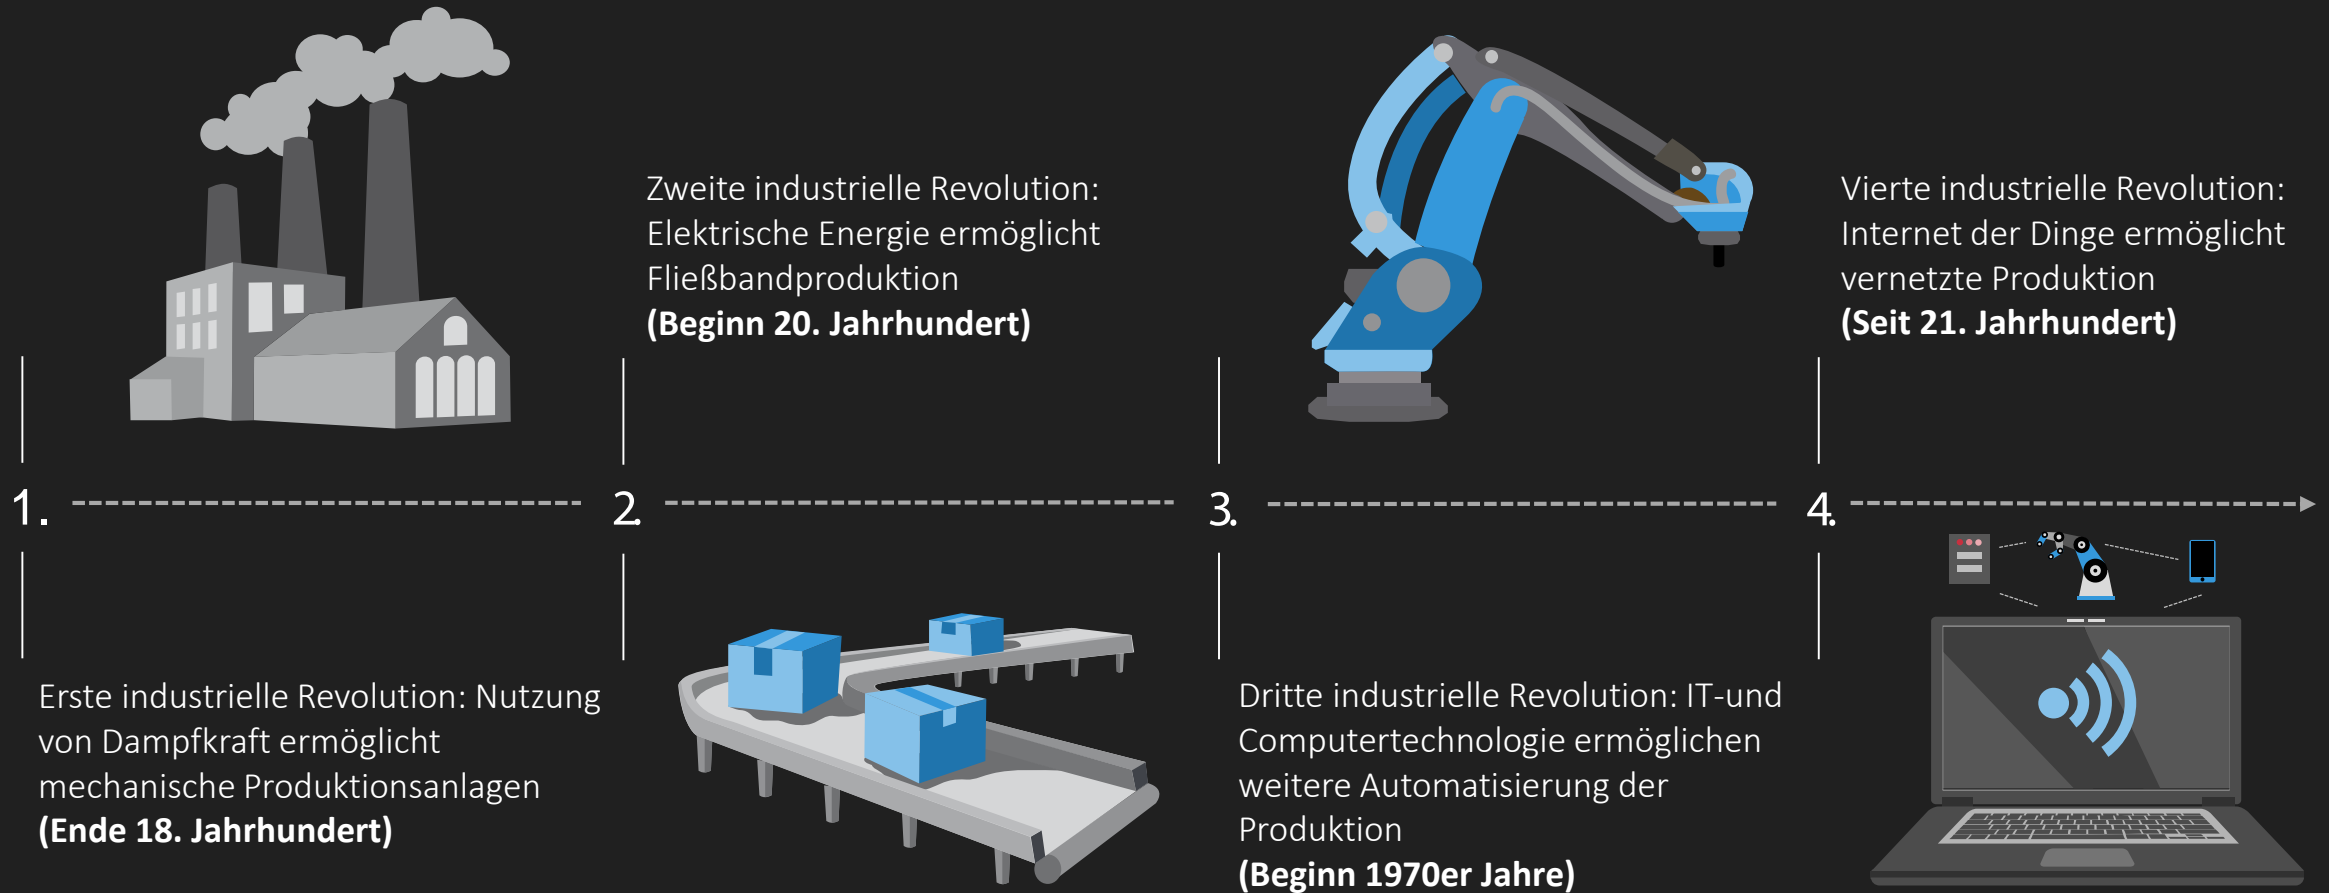 1.
Erste industrielle Revolution: Nutzung
von Dampfkraft ermöglicht
mechanische Produktionsanlagen
(Ende 18. Jahrhundert)
2.
Zweite industrielle Revolution:
Elektrische Energie ermöglicht
Fließbandproduktion
(Beginn 20. Jahrhundert)
3.
Dritte industrielle Revolution: IT-und
Computertechnologie ermöglichen
weitere Automatisierung der
Produktion
(Beginn 1970er Jahre)
4.
Vierte industrielle Revolution:
Internet der Dinge ermöglicht
vernetzte Produktion
(Seit 21. Jahrhundert)